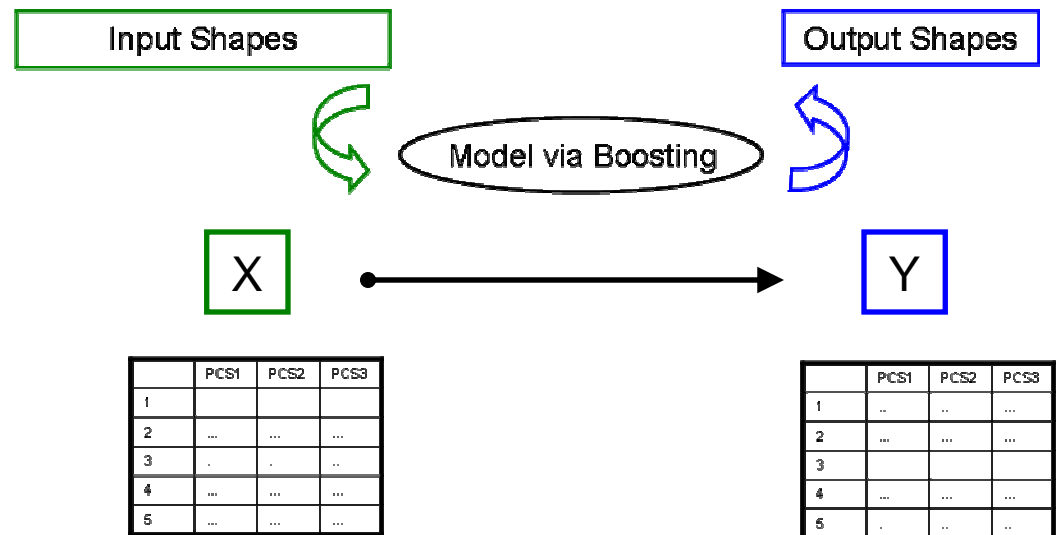 Input Shapes
Output Shapes
Model via Boosting
X
Y
PCS1 PCS2 PCS3
1
2 ... ... ...
3 . . ..
4 ... ... ...
5 ... ... ...
PCS1 PCS2 PCS3
1 .. .. ...
2 ... ... ...
3
4 ... ... ...
5 . .. ..